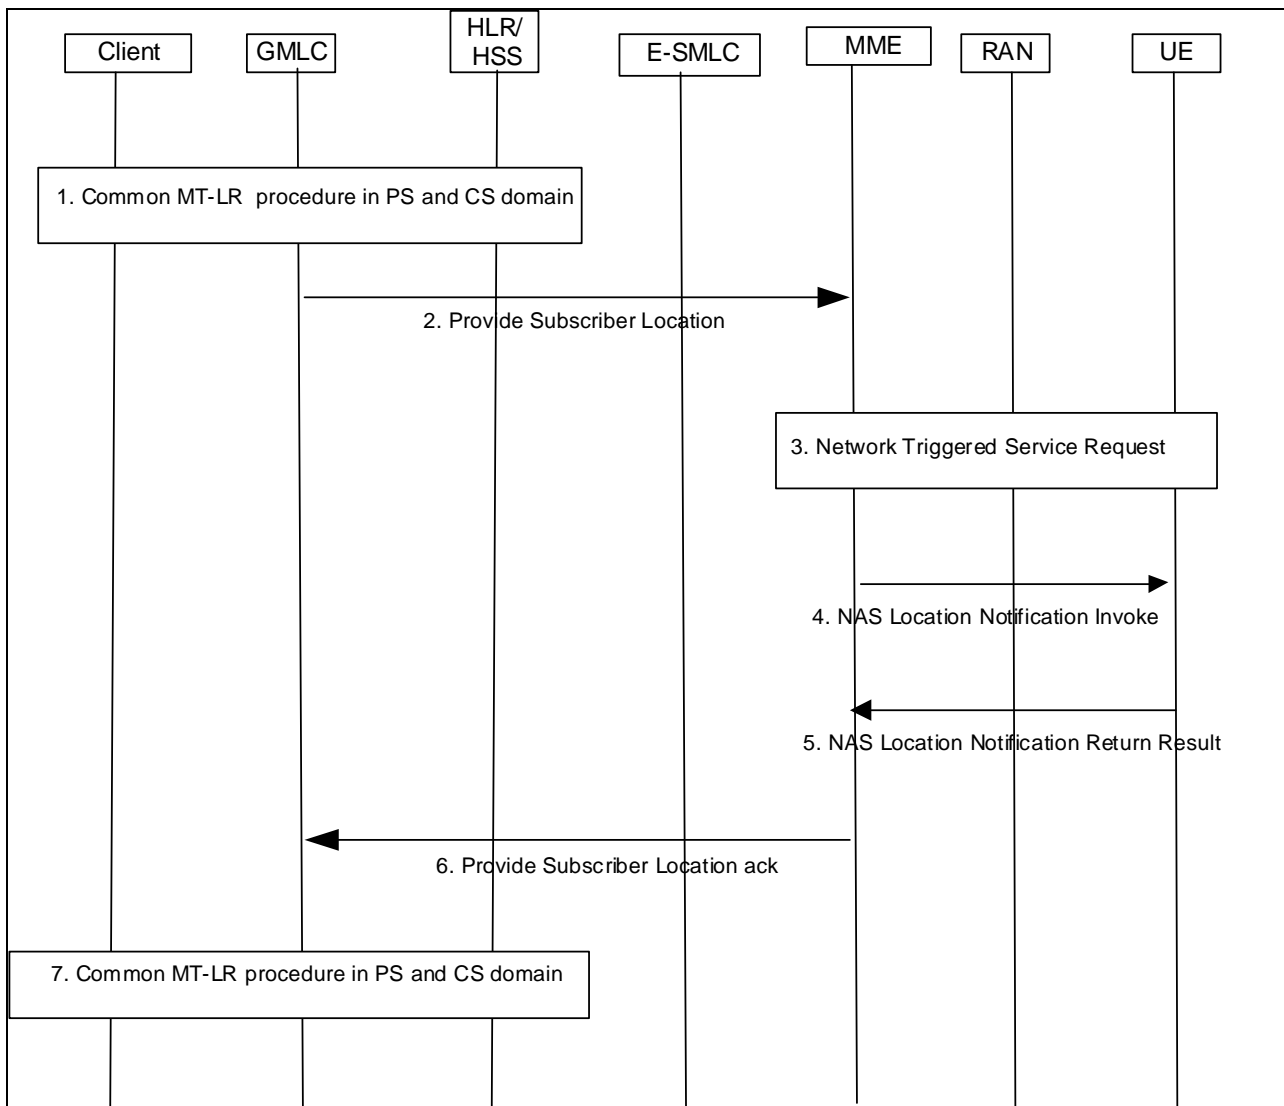 Client
GMLC
HLR/
HSS
E-SMLC
MME
RAN
UE
1. Common MT-LR procedure in PS and CS domain
2. Provide Subscriber Location
3. Network Triggered Service Request
4. NAS Location Notification Invoke
5. NAS Location Notification Return Result
6. Provide Subscriber Location ack
7. Common MT-LR procedure in PS and CS domain